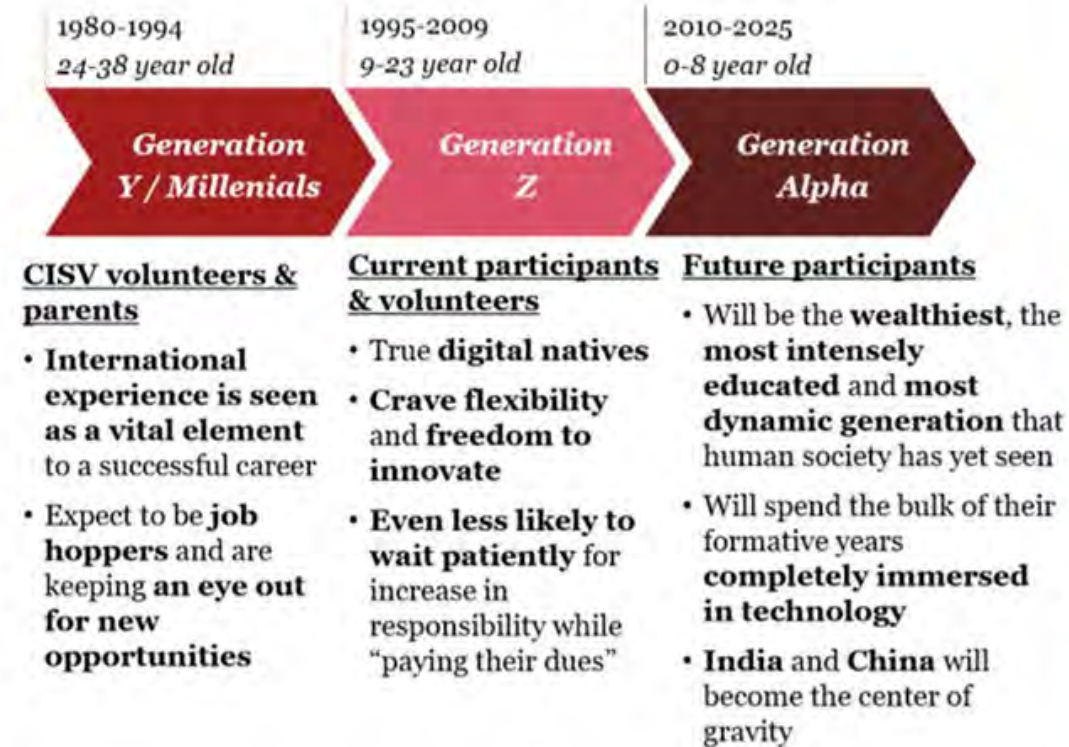 1980-1994
24-38 year old
Generation
Y / Millenials
CISV volunteers &
parents
• International
experience is seen
as a vital element
to a successful career
• Expect to be job
hoppers and are
keeping an eye out
for new
opportunities
1995-2009
9-23 year old
Generation
Z
Current participants
& volunteers
• True digital natives
• Crave flexibility
and freedom to
innovate
• Even less likely to
wait patiently for
increase in
responsibility while
“paying their dues”
2010-2025
0-8 year old
Generation
Alpha
Future participants
• Will be the wealthiest, the
most intensely
educated and most
dynamic generation that
human society has yet seen
• Will spend the bulk of their
formative years
completely immersed
in technology
• India and China will
become the center of
gravity